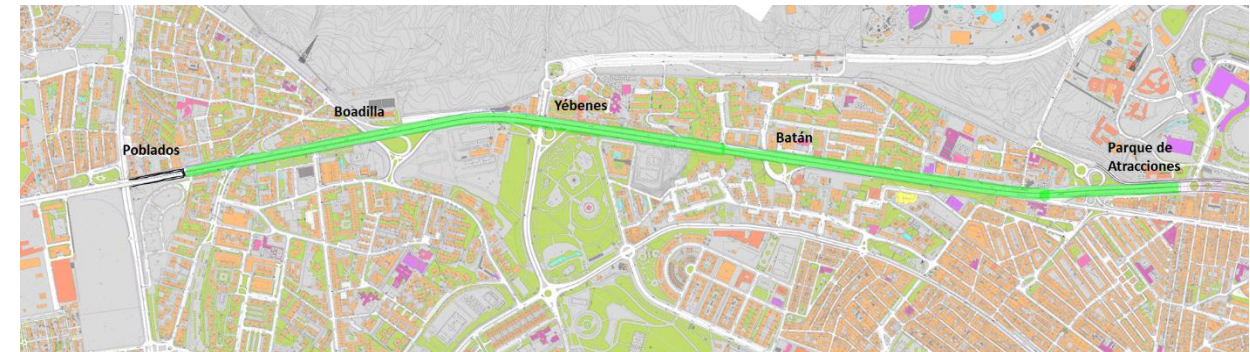 Poblados
Boadilla
Yébenes
Batán
Parque de
Atracciones